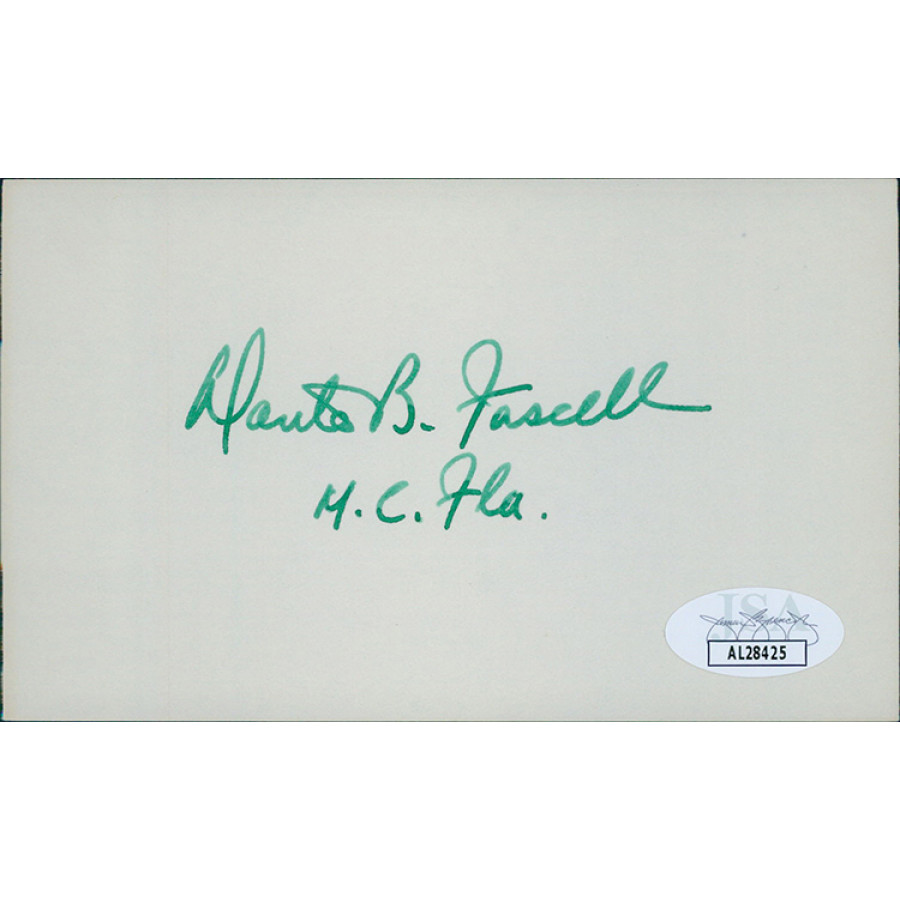 Dante B. Fascell
M. C. Fla.
JSA
AL28425